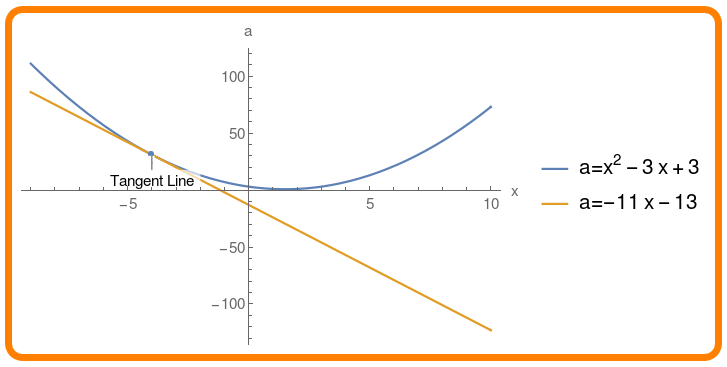 a
100
50
Tangent Line
−5
5
10
x
−50
−100
a=x² − 3 x + 3
a=−11 x − 13